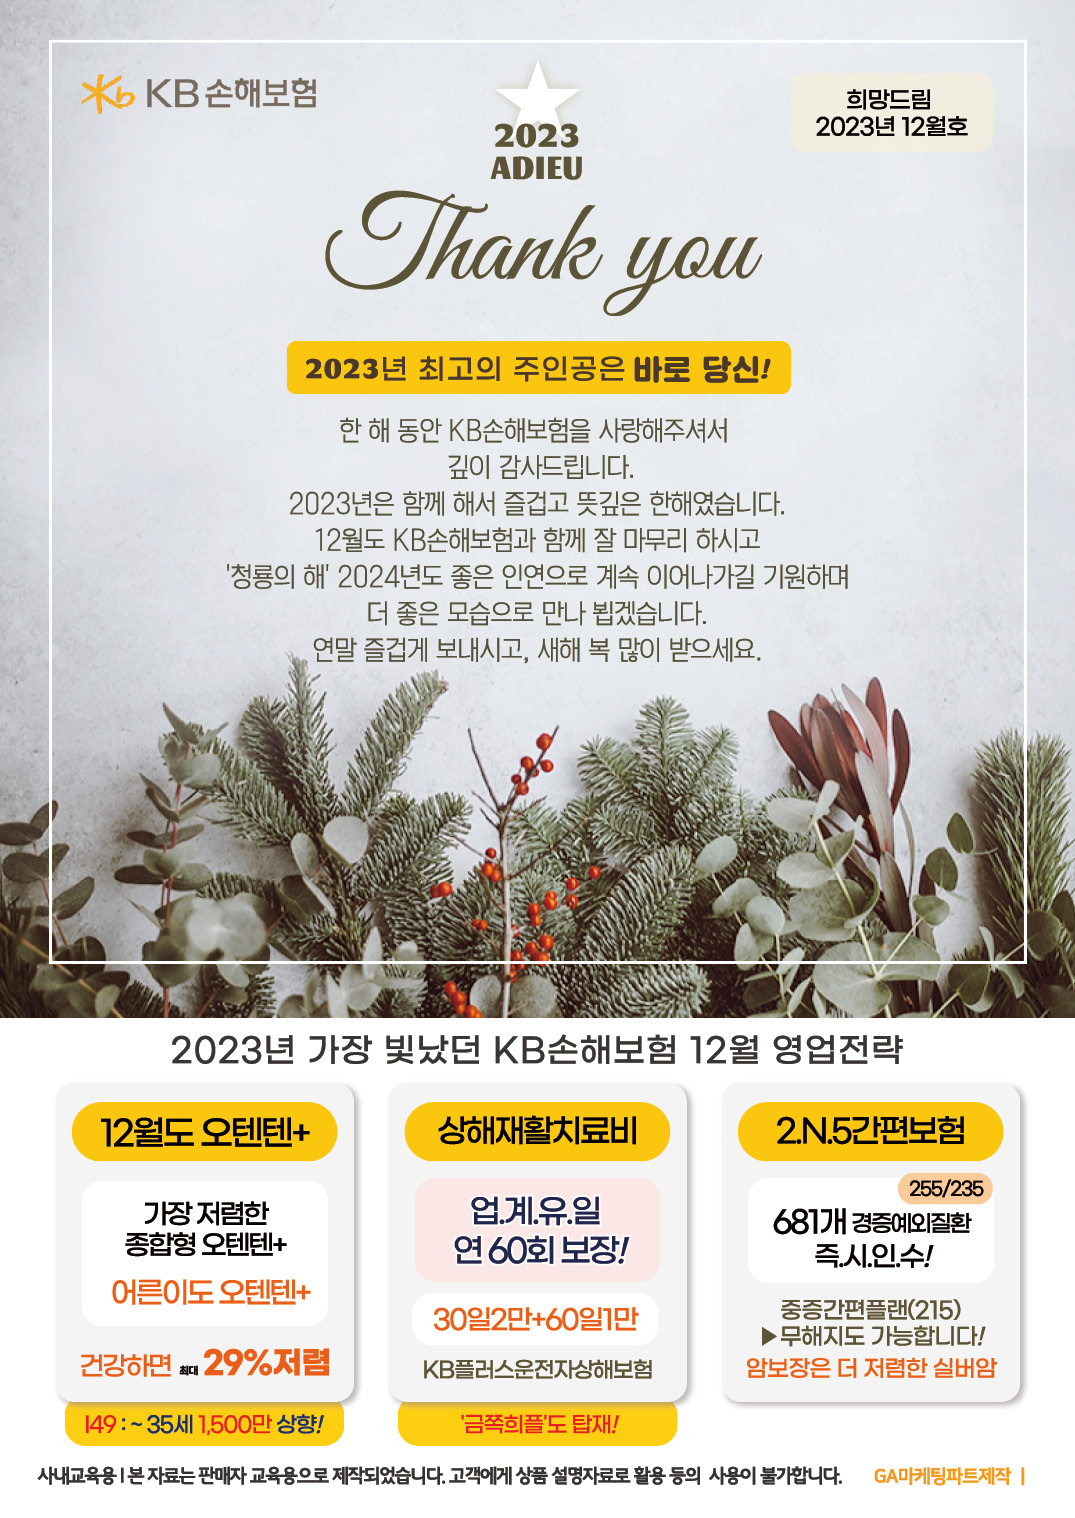 KB손해보험
희망드림
2023년 12월호
2023
ADIEU
Thank you
2023년 최고의 주인공은 바로 당신!
한 해 동안 KB손해보험을 사랑해주셔서
깊이 감사드립니다.
2023년은 함께 해서 즐겁고 뜻깊은 한해였습니다.
12월도 KB손해보험과 함께 잘 마무리 하시고
'청룡의 해' 2024년도 좋은 인연으로 계속 이어나가길 기원하며
더 좋은 모습으로 만나 뵙겠습니다.
연말 즐겁게 보내시고, 새해 복 많이 받으세요.
2023년 가장 빛났던 KB손해보험 12월 영업전략
12월도 오텐텐+
가장 저렴한
종합형 오텐텐+
어른이도 오텐텐+
건강하면 최대 29%저렴
I49 : ~ 35세 1,500만 상향!
상해재활치료비
업.계.유.일
연 60회 보장!
30일2만+60일1만
KB플러스운전자상해보험
'금쪽희플'도 탑재!
2.N.5간편보험
255/235
681개 경증예외질환
즉.시.인.수!
중증간편플랜(215)
▶무해지도 가능합니다!
암보장은 더 저렴한 실버암
사내교육용 I 본 자료는 판매자 교육용으로 제작되었습니다. 고객에게 상품 설명자료로 활용 등의 사용이 불가합니다.
GA마케팅파트제작 |